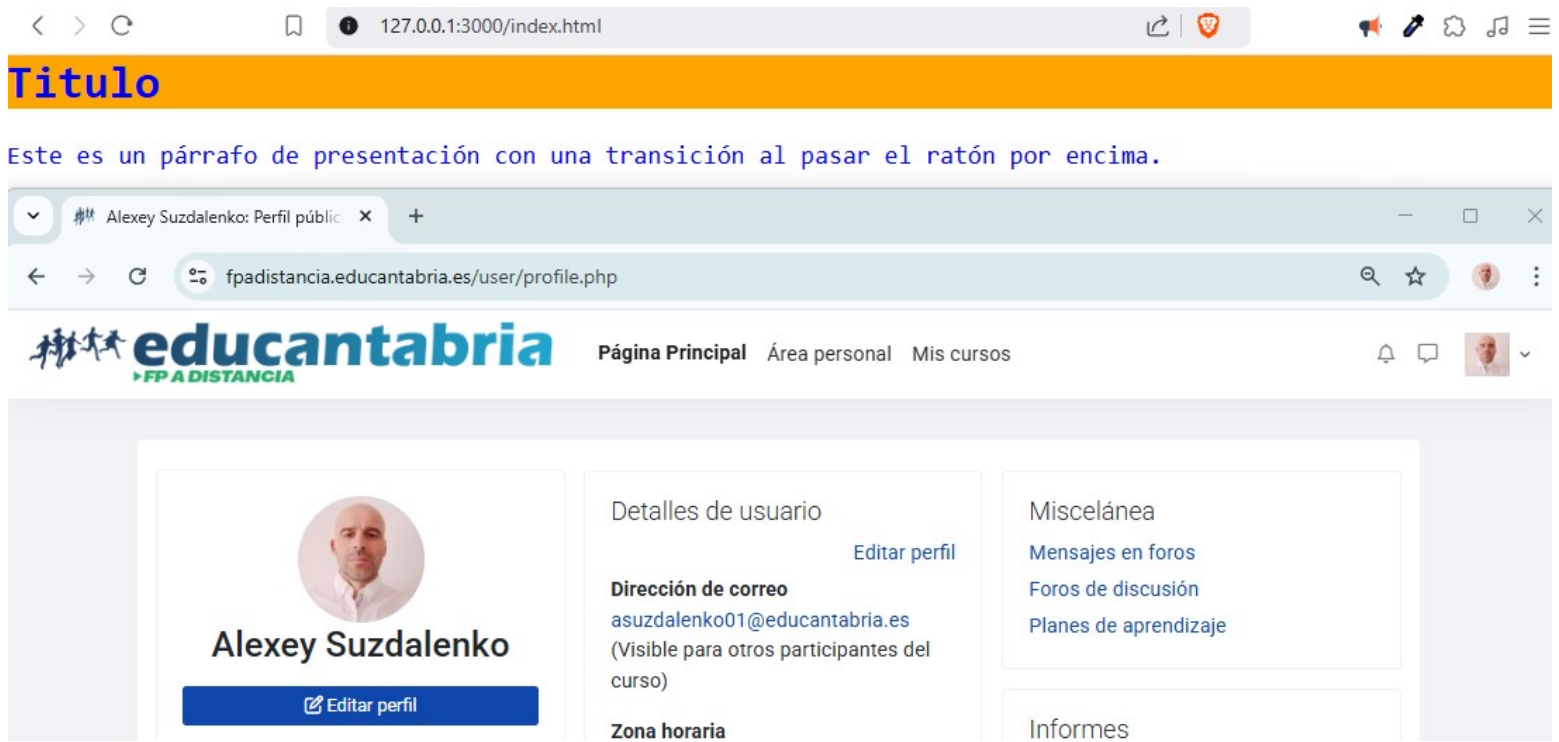 127.0.0.1:3000/index.html
Titulo
Este es un párrafo de presentación con una transición al pasar el ratón por encima.
Alexey Suzdalenko: Perfil públic
fpadistancia.educantabria.es/user/profile.php
educantabria
FP A DISTANCIA
Página Principal Área personal Mis cursos
Alexey Suzdalenko
Editar perfil
Detalles de usuario
Editar perfil
Dirección de correo
asuzdalenko01@educantabria.es
(Visible para otros participantes del
curso)
Zona horaria
Miscelánea
Mensajes en foros
Foros de discusión
Planes de aprendizaje
Informes